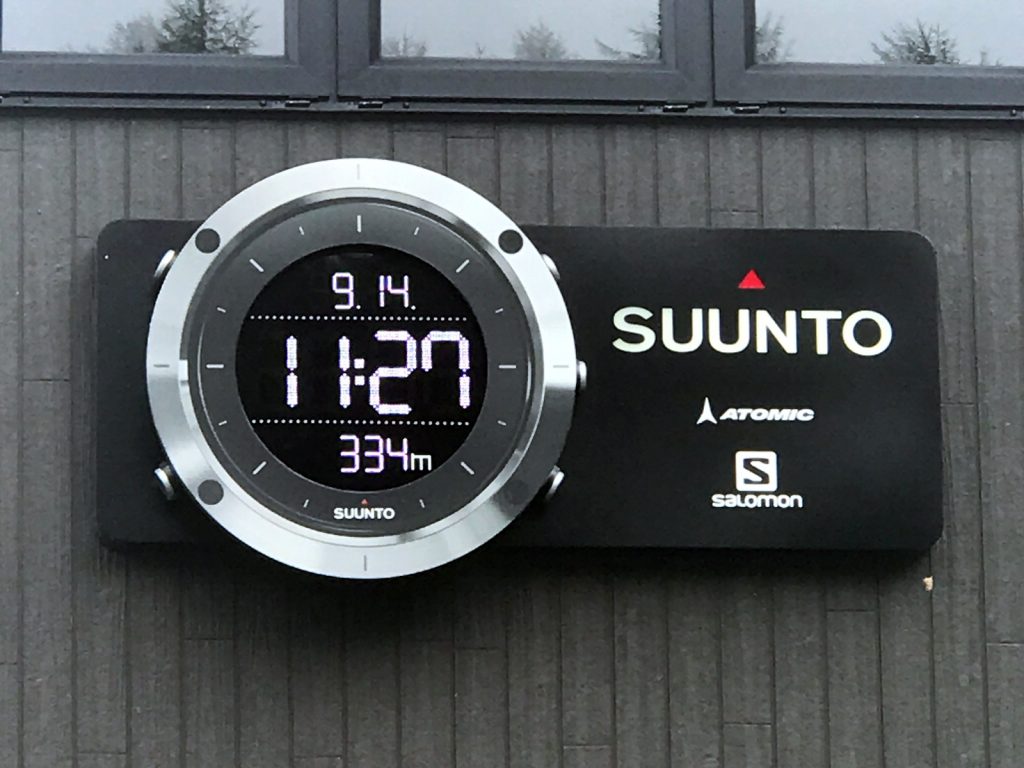 9.14.
11:27
334m
SUUNTO
SUUNTO
ATOMIC
S
salomon